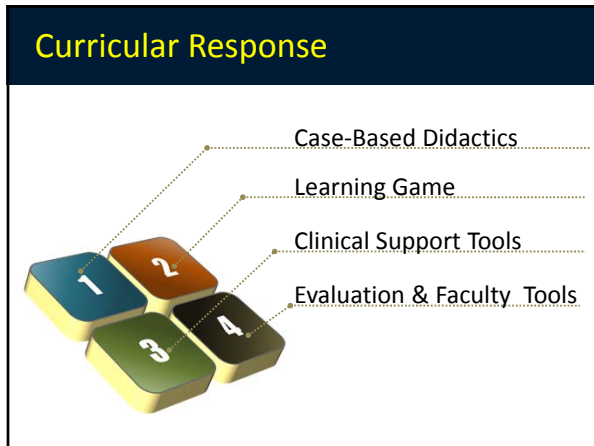 Curricular Response
Case-Based Didactics
Learning Game
Clinical Support Tools
Evaluation & Faculty Tools
1
2
3
4